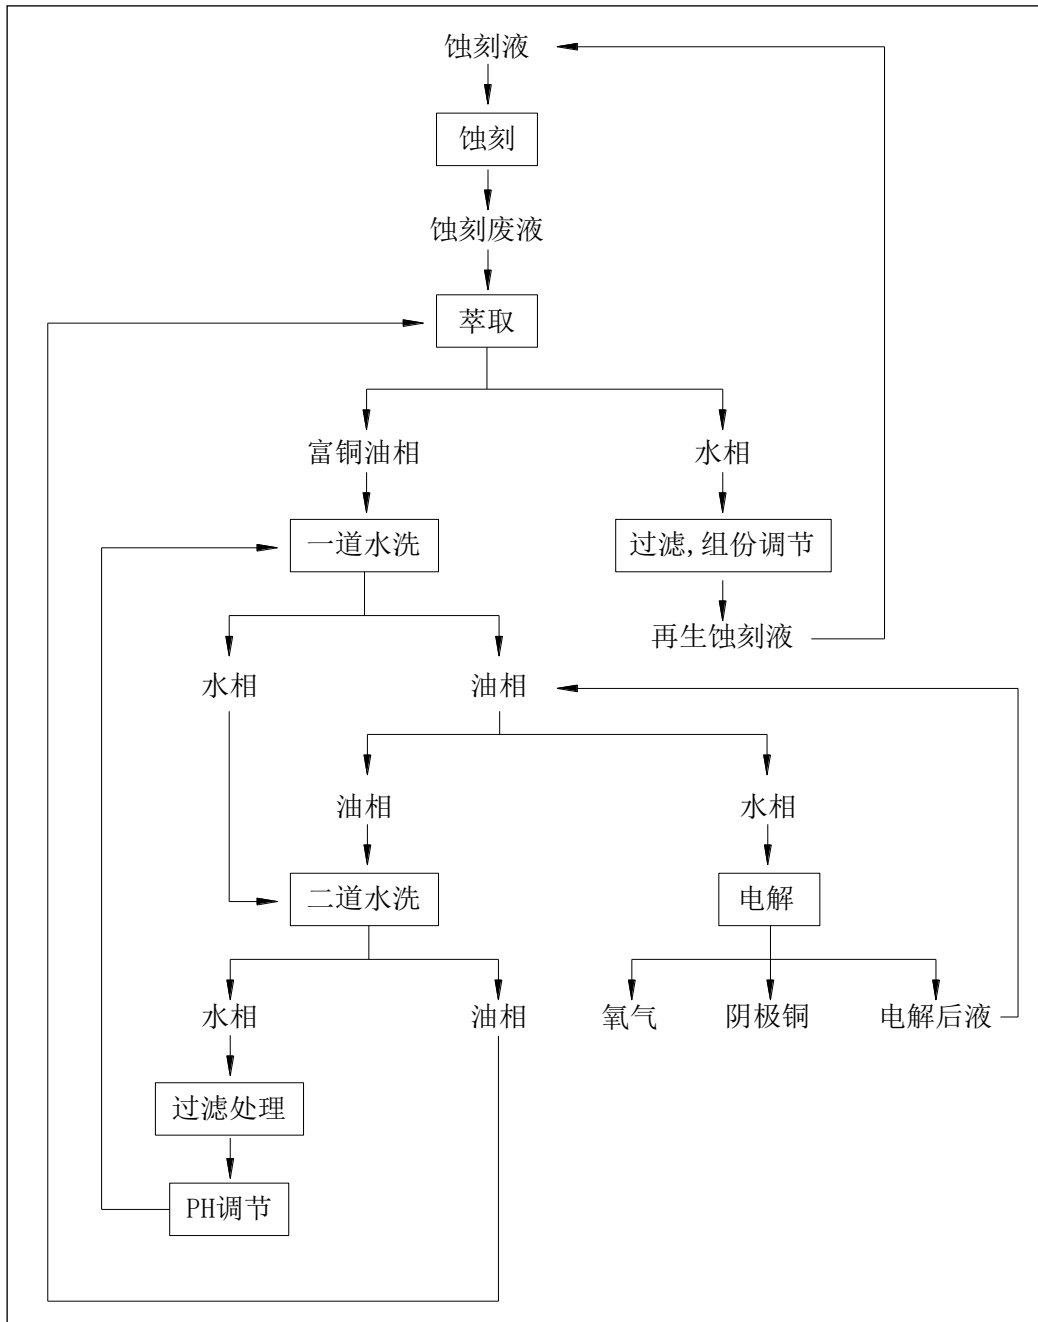 蚀刻液
蚀刻
蚀刻废液
萃取
富铜油相
水相
一道水洗
过滤,组份调节
再生蚀刻液
水相
油相
油相
水相
二道水洗
电解
水相
油相
氧气
阴极铜
电解后液
过滤处理
PH调节